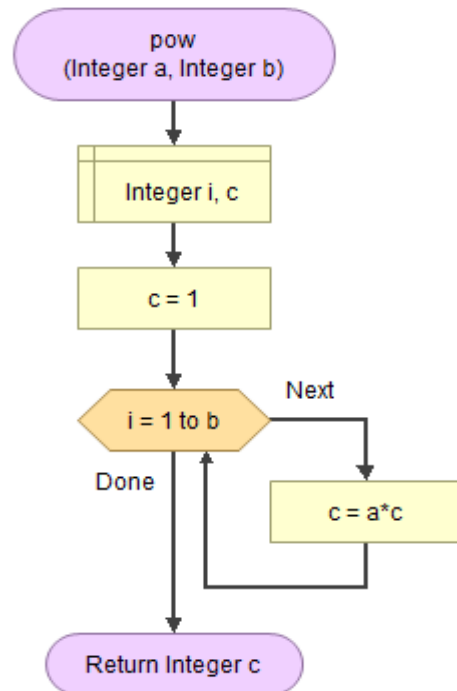 pow
(Integer a, Integer b)
Integer i, c
c = 1
i = 1 to b
Next
Done
c = a*c
Return Integer c